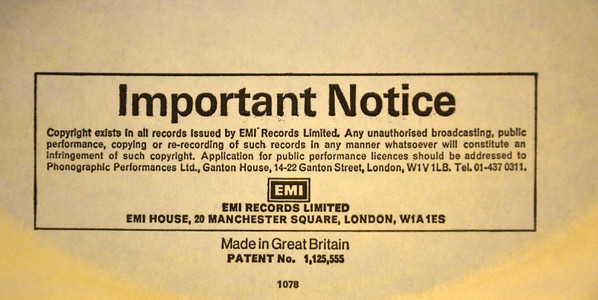 Important Notice
Copyright exists in all records issued by EMI Records Limited. Any unauthorised broadcasting, public
performance, copying or re-recording of such records in any manner whatsoever will constitute an
infringement of such copyright. Application for public performance licences should be addressed to
Phonographic Performances Ltd., Ganton House, 14-22 Ganton Street, London, W1V 1LB. Tel. 01-437 0311.
EMI
EMI RECORDS LIMITED
EMI HOUSE, 20 MANCHESTER SQUARE, LONDON, W1A1ES
Made in Great Britain
PATENT No. 1,125,555
1078